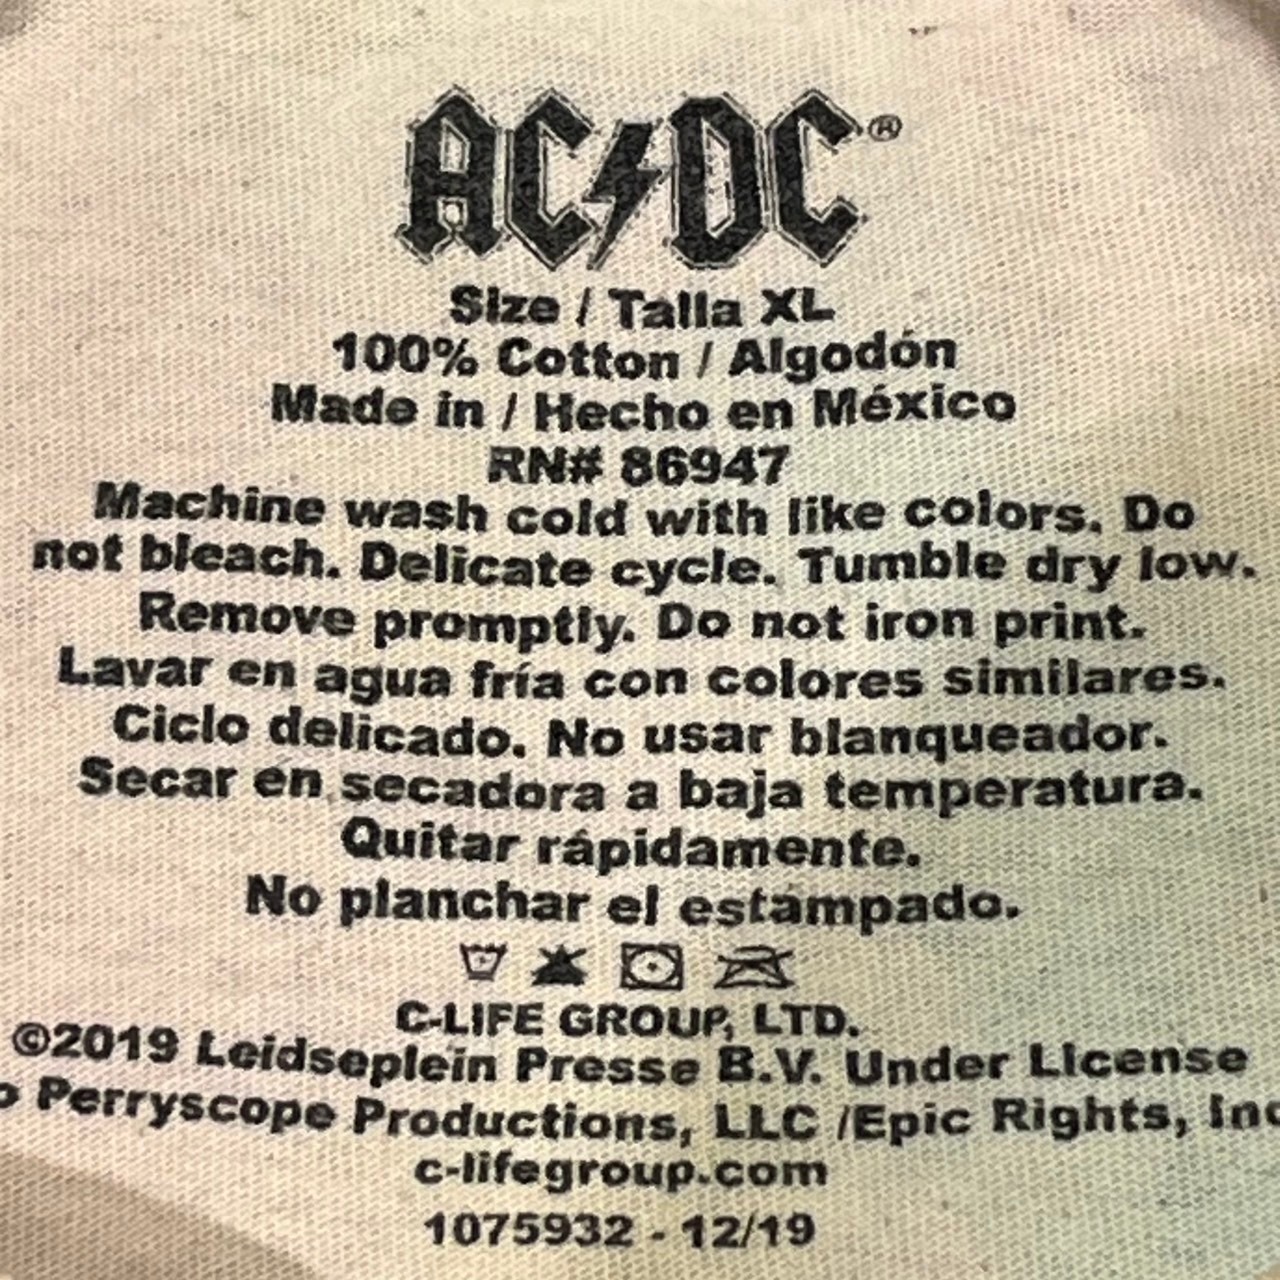 AC/DC®
Size / Talla XL
100% Cotton / Algodón
Made in / Hecho en México
RN# 86947
Machine wash cold with like colors. Do
not bleach. Delicate cycle. Tumble dry low.
Remove promptly. Do not iron print.
Lavar en agua fría con colores similares.
Ciclo delicado. No usar blanqueador.
Secar en secadora a baja temperatura.
Quitar rápidamente.
No planchar el estampado.
C-LIFE GROUP, LTD.
©2019 Leidseplein Presse B.V. Under License
Perryscope Productions, LLC /Epic Rights, Inc
c-lifegroup.com
1075932 - 12/19